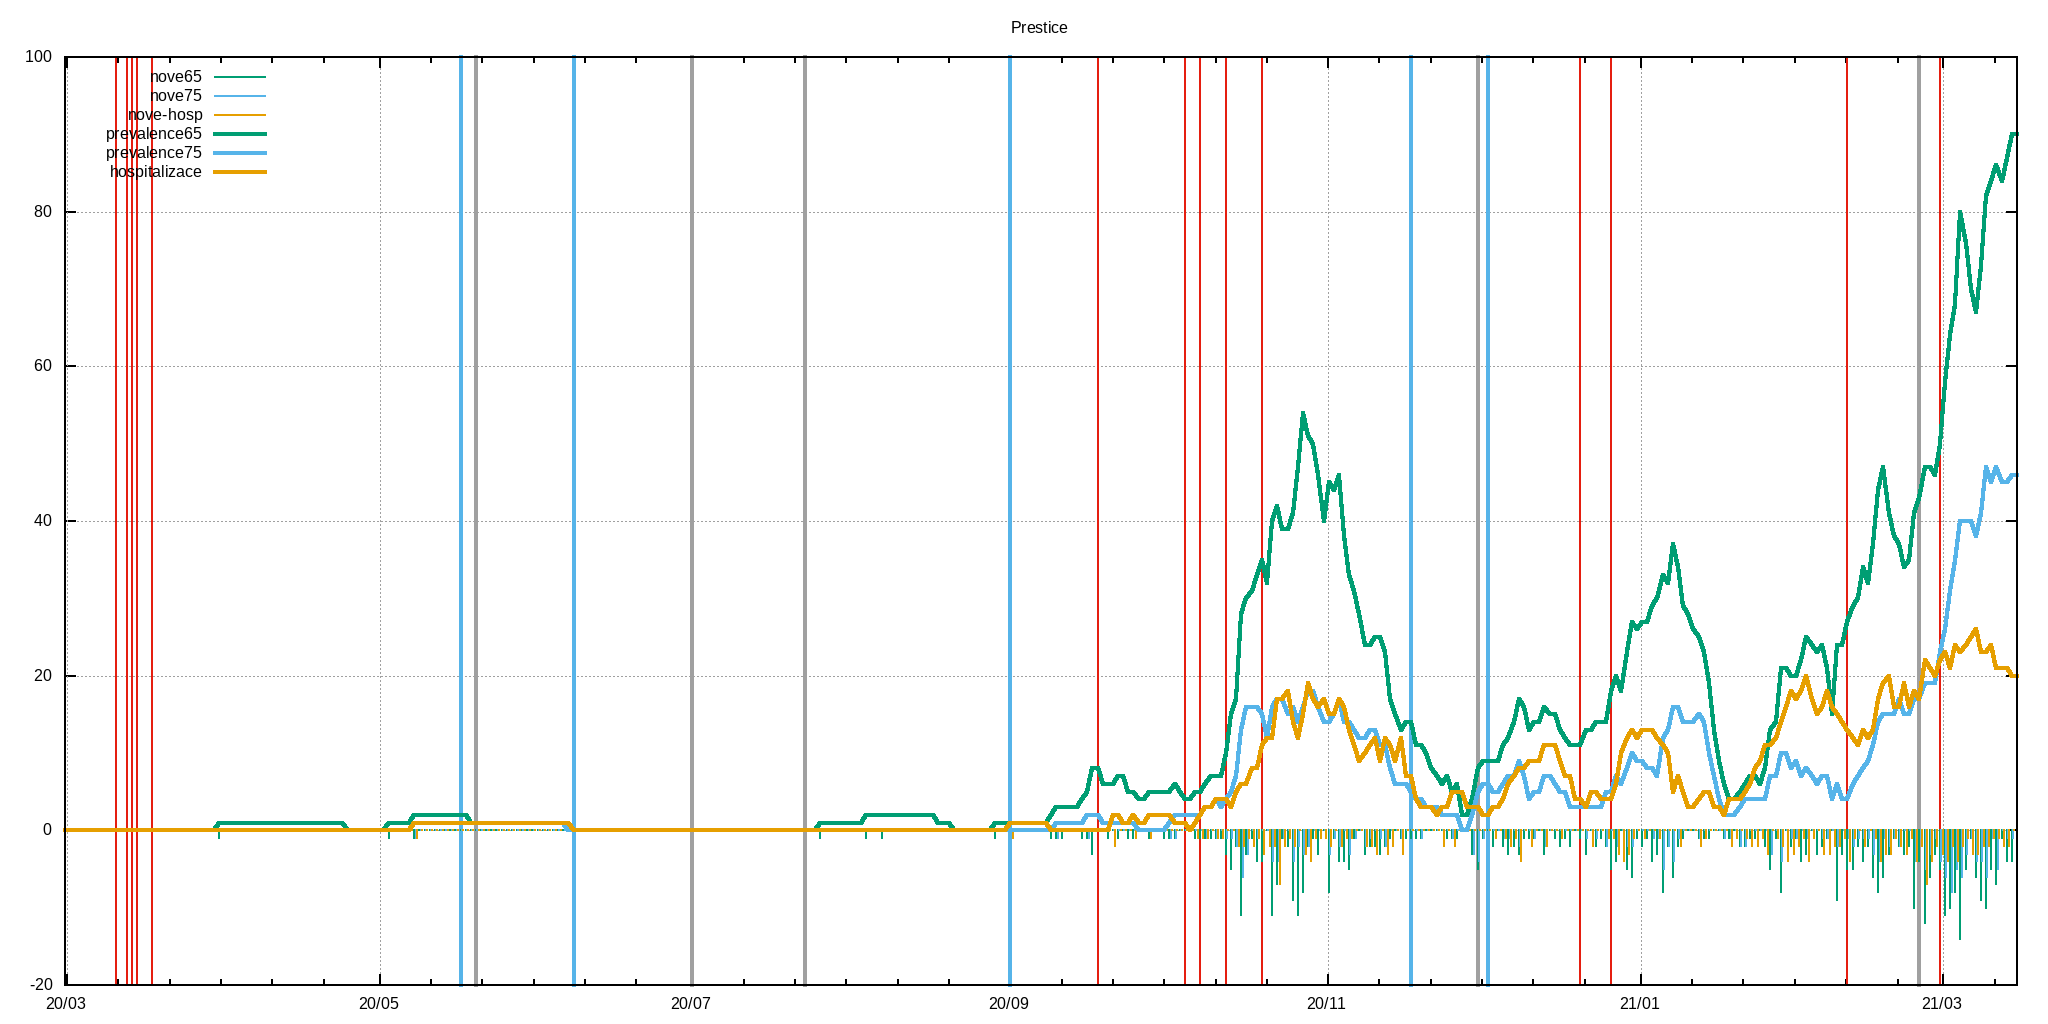 Prestice
100
80
60
40
20
0
-20
nove65
nove75
nove-hosp
prevalence65
prevalence75
hospitalizace
20/03 20/05 20/07 20/09 20/11 21/01 21/03